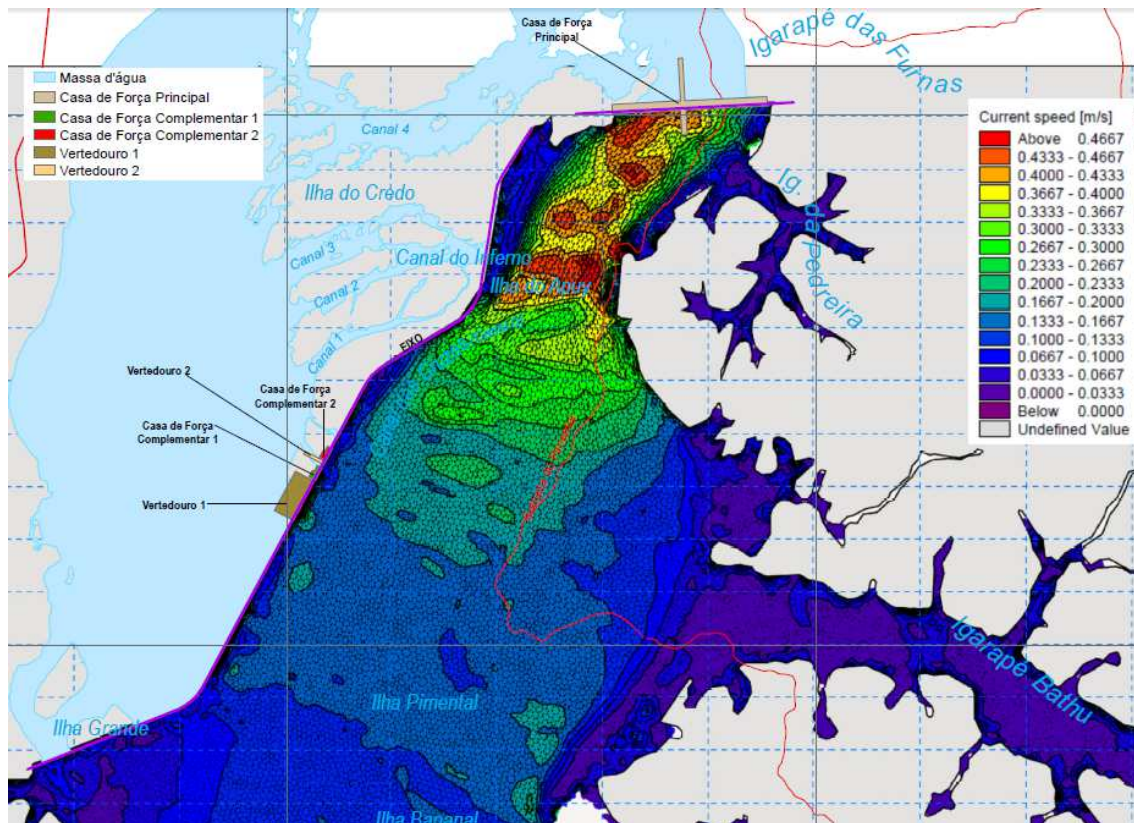 Casa de Força
Principal
Igarapé das Furnas
Massa d'água
Casa de Força Principal
Casa de Força Complementar 1
Casa de Força Complementar 2
Vertedouro 1
Vertedouro 2
Canal 4
Ilha do Credo
Canal 3
Canal do Inferno
Canal 2
Ilha do Apuy
Canal 1
EIXO
Ig. da Pedreira
Current speed [m/s]
Above 0.4667
0.4333 - 0.4667
0.4000 - 0.4333
0.3667 - 0.4000
0.3333 - 0.3667
0.3000 - 0.3333
0.2667 - 0.3000
0.2333 - 0.2667
0.2000 - 0.2333
0.1667 - 0.2000
0.1333 - 0.1667
0.1000 - 0.1333
0.0667 - 0.1000
0.0333 - 0.0667
0.0000 - 0.0333
Below 0.0000
Undefined Value
Vertedouro 2
Casa de Força
Complementar 2
Casa de Força
Complementar 1
Vertedouro 1
Igarapé Bathu
Ilha Pimental
Ilha Grande
Ilha Bananal